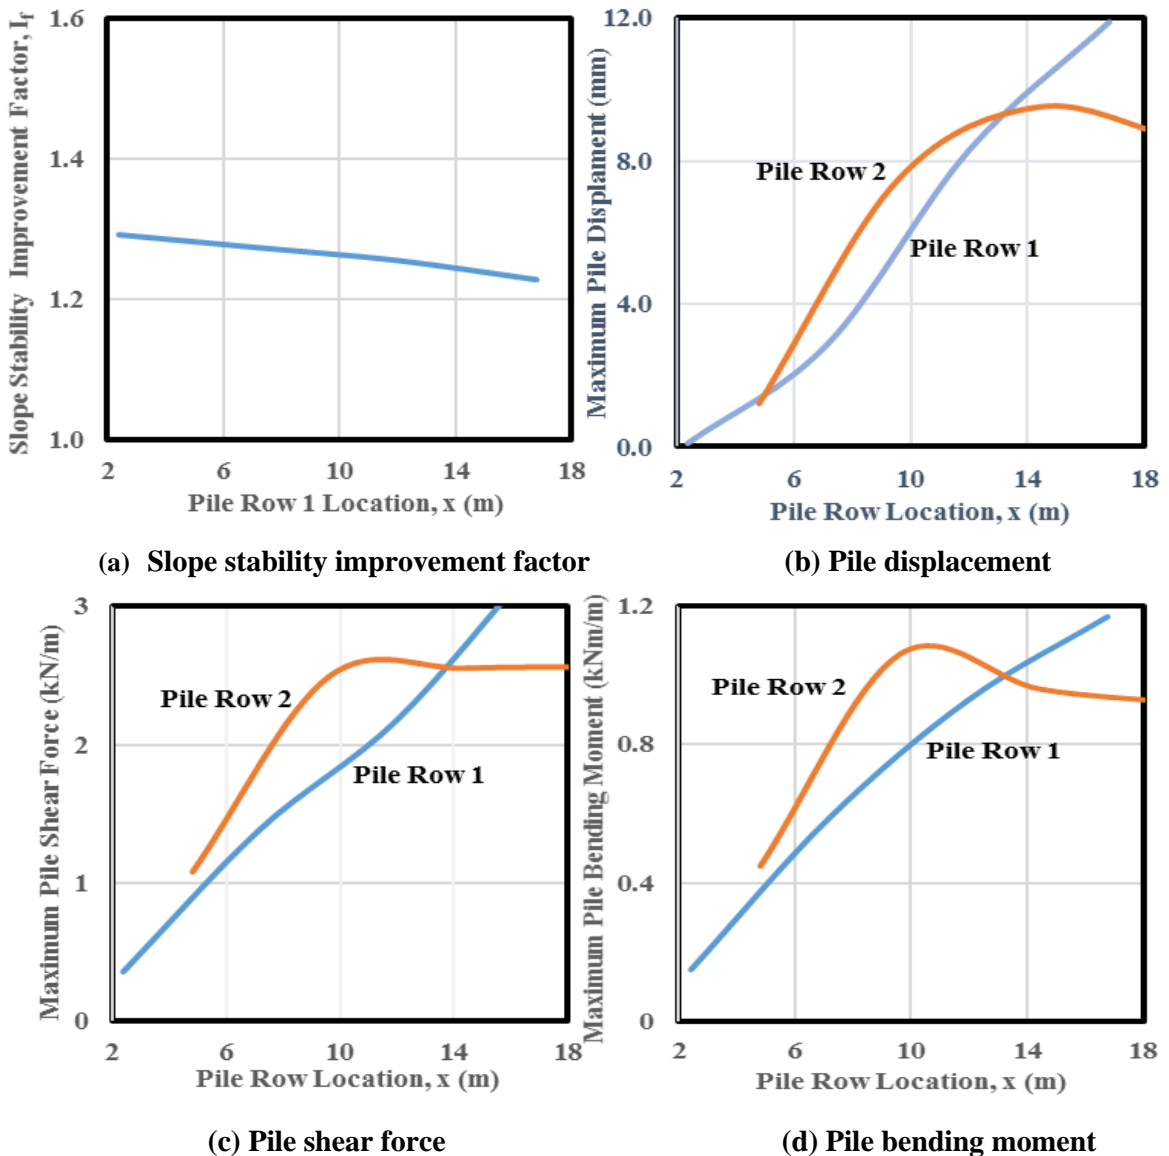 Slope Stability Improvement Factor, If
1.6
1.4
1.2
1.0
2 6 10 14 18
Pile Row 1 Location, x (m)
(a) Slope stability improvement factor
Maximum Pile Displament (mm)
12.0
8.0
4.0
0.0
Pile Row 2
Pile Row 1
2 6 10 14 18
Pile Row Location, x (m)
(b) Pile displacement
Maximum Pile Shear Force (kN/m)
3
2
1
0
Pile Row 2
Pile Row 1
2 6 10 14 18
Pile Row Location, x (m)
(c) Pile shear force
Maximum Pile Bending Moment (kNm/m)
1.2
0.8
0.4
0
Pile Row 2
Pile Row 1
2 6 10 14 18
Pile Row Location, x (m)
(d) Pile bending moment